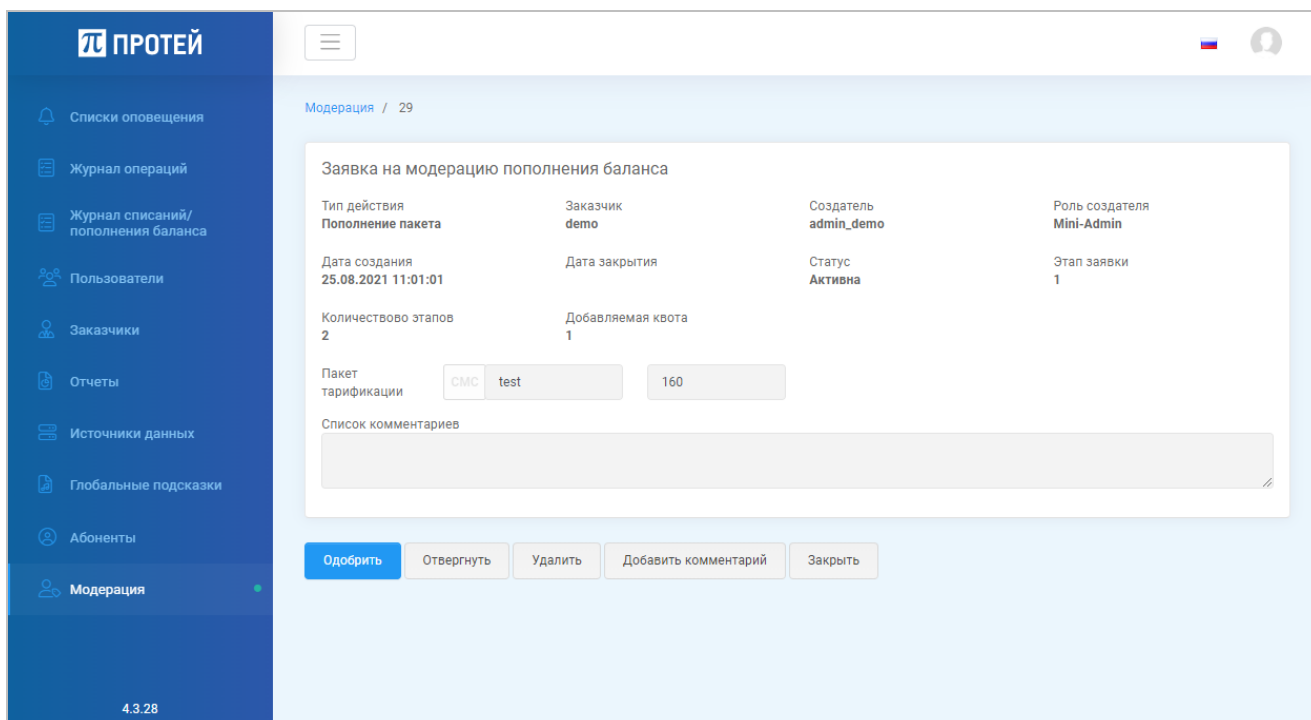 ПРОТЕЙ
Списки оповещения
Журнал операций
Журнал списаний/
пополнения баланса
Пользователи
Заказчики
Отчеты
Источники данных
Глобальные подсказки
Абоненты
Модерация
4.3.28
Модерация / 29
Заявка на модерацию пополнения баланса
Тип действия Заказчик Создатель Роль создателя
Пополнение пакета demo admin_demo Mini-Admin
Дата создания Дата закрытия Статус Этап заявки
25.08.2021 11:01:01 Активна 1
Количествово этапов Добавляемая квота
2 1
Пакет
тарификации СМС test 160
Список комментариев
Одобрить Отвергнуть Удалить Добавить комментарий Закрыть